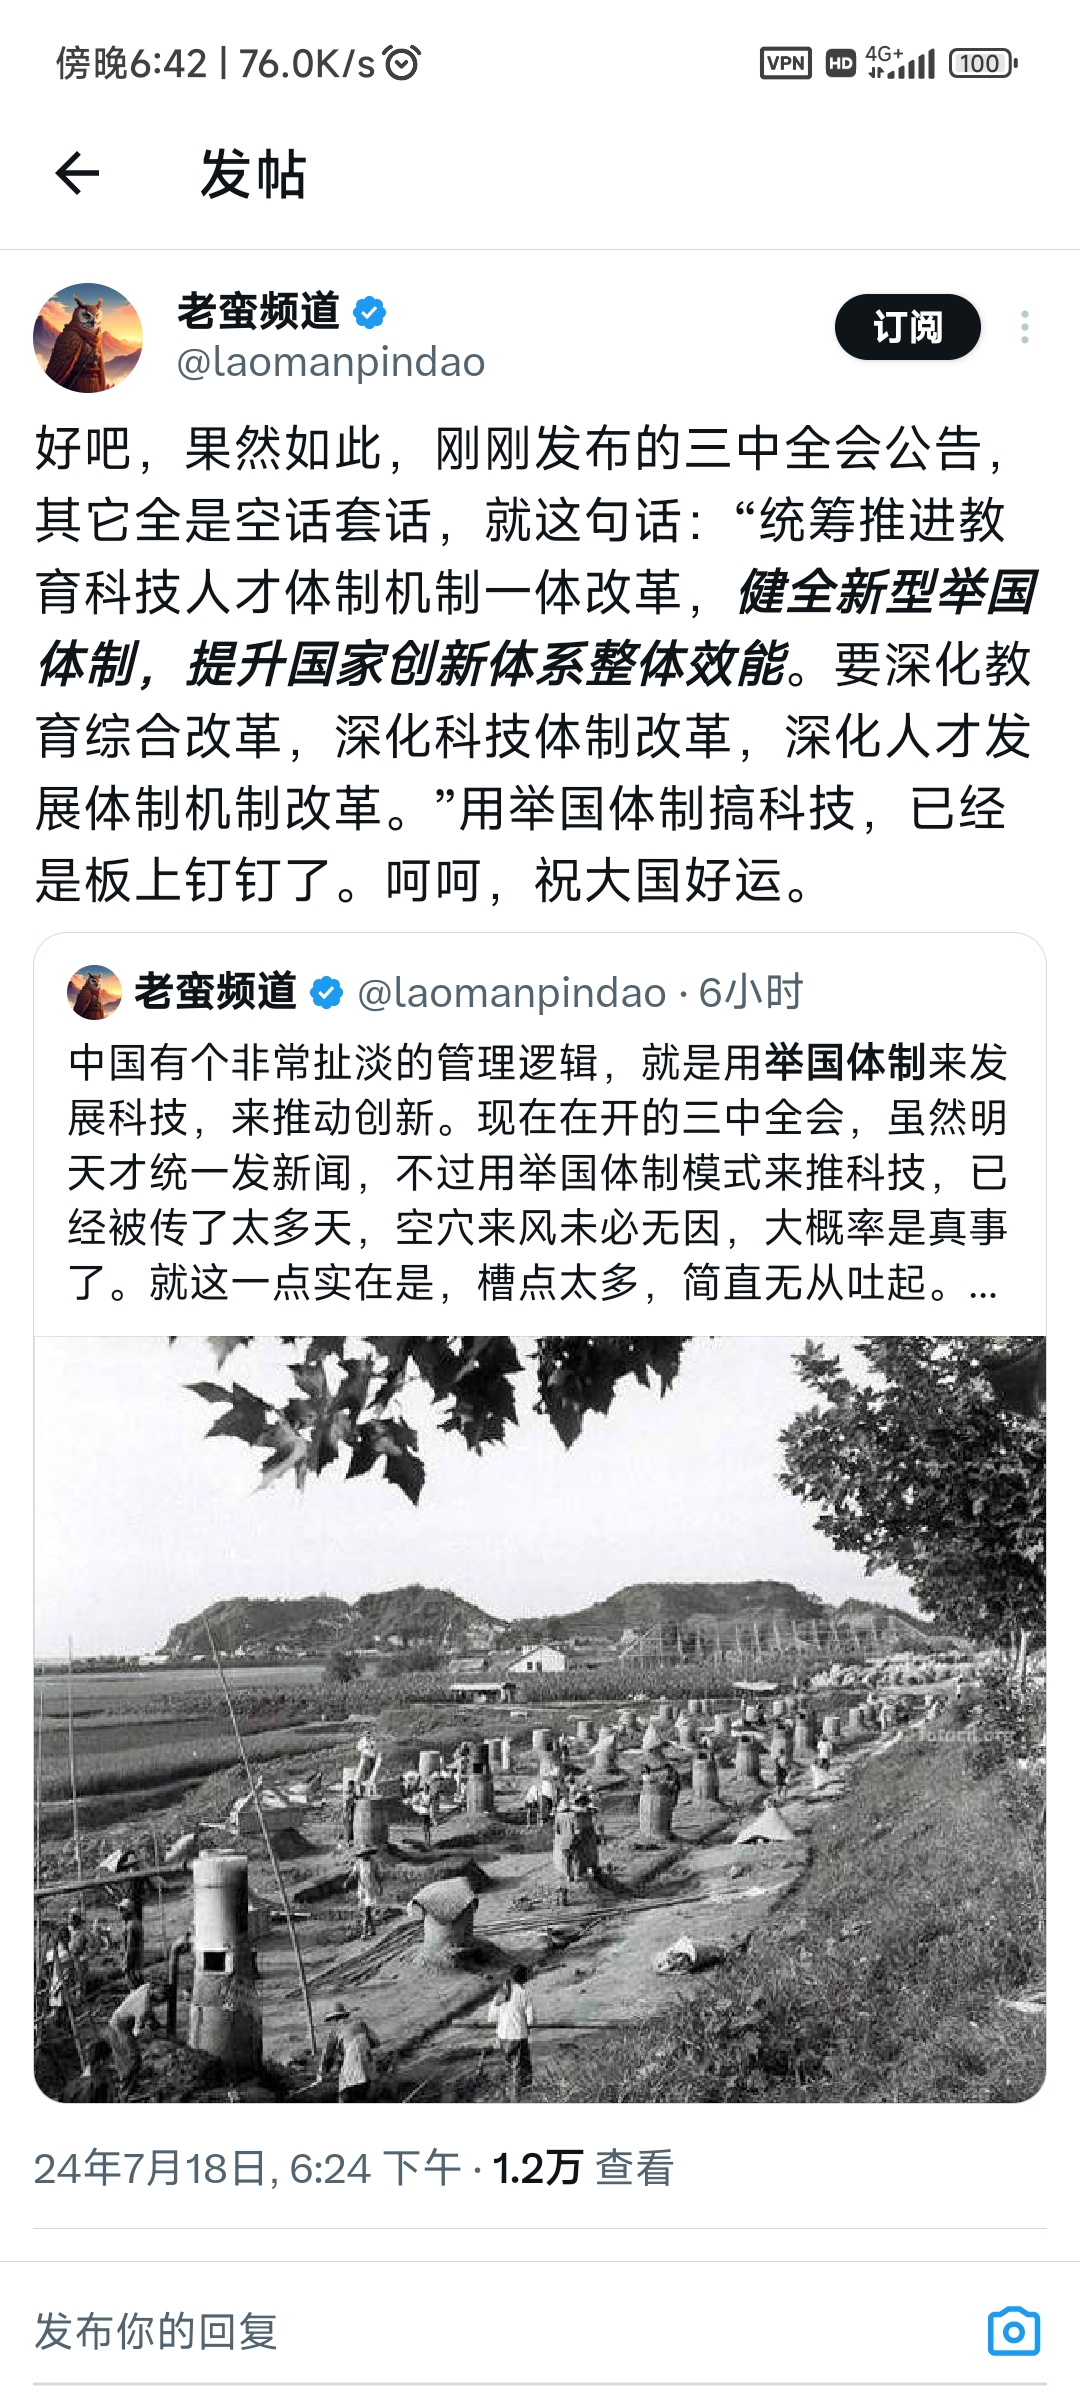 傍晚6:42 | 76.0K/s
VPN HD 4G+ 100
发帖
老蛮频道
@laomanpindao
订阅
好吧，果然如此，刚刚发布的三中全会公告，
其它全是空话套话，就这句话：“统筹推进教
育科技人才体制机制一体改革，健全新型举国
体制，提升国家创新体系整体效能。要深化教
育综合改革，深化科技体制改革，深化人才发
展体制机制改革。”用举国体制搞科技，已经
是板上钉钉了。呵呵，祝大国好运。
老蛮频道 @laomanpindao · 6小时
中国有个非常扯淡的管理逻辑，就是用举国体制来发
展科技，来推动创新。现在在开的三中全会，虽然明
天才统一发新闻，不过用举国体制模式来推科技，已
经被传了太多天，空穴来风未必无因，大概率是真事
了。就这一点实在是，槽点太多，简直无从吐起。...
24年7月18日, 6:24 下午 · 1.2万 查看
发布你的回复